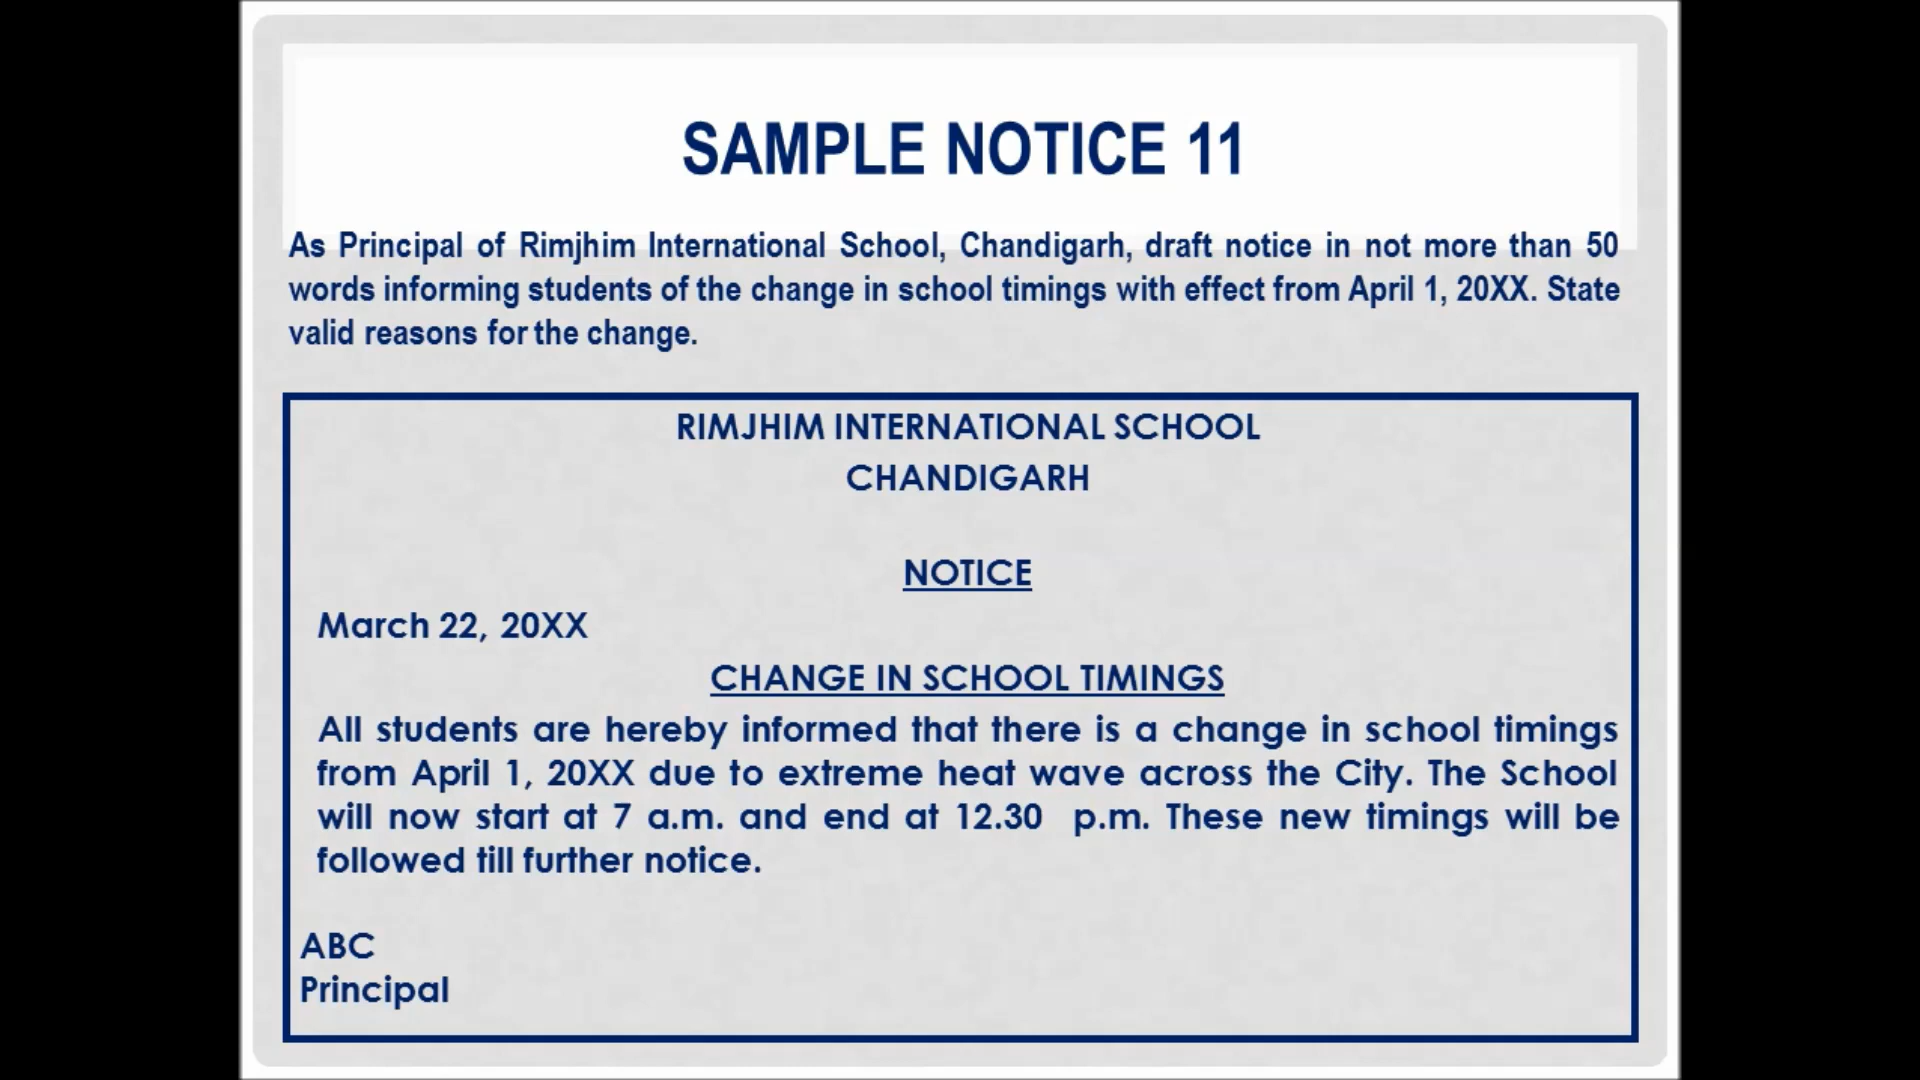 SAMPLE NOTICE 11
As Principal of Rimjhim International School, Chandigarh, draft notice in not more than 50
words informing students of the change in school timings with effect from April 1, 20XX. State
valid reasons for the change.
RIMJHIM INTERNATIONAL SCHOOL
CHANDIGARH
NOTICE
March 22, 20XX
CHANGE IN SCHOOL TIMINGS
All students are hereby informed that there is a change in school timings
from April 1, 20XX due to extreme heat wave across the City. The School
will now start at 7 a.m. and end at 12.30 p.m. These new timings will be
followed till further notice.
ABC
Principal